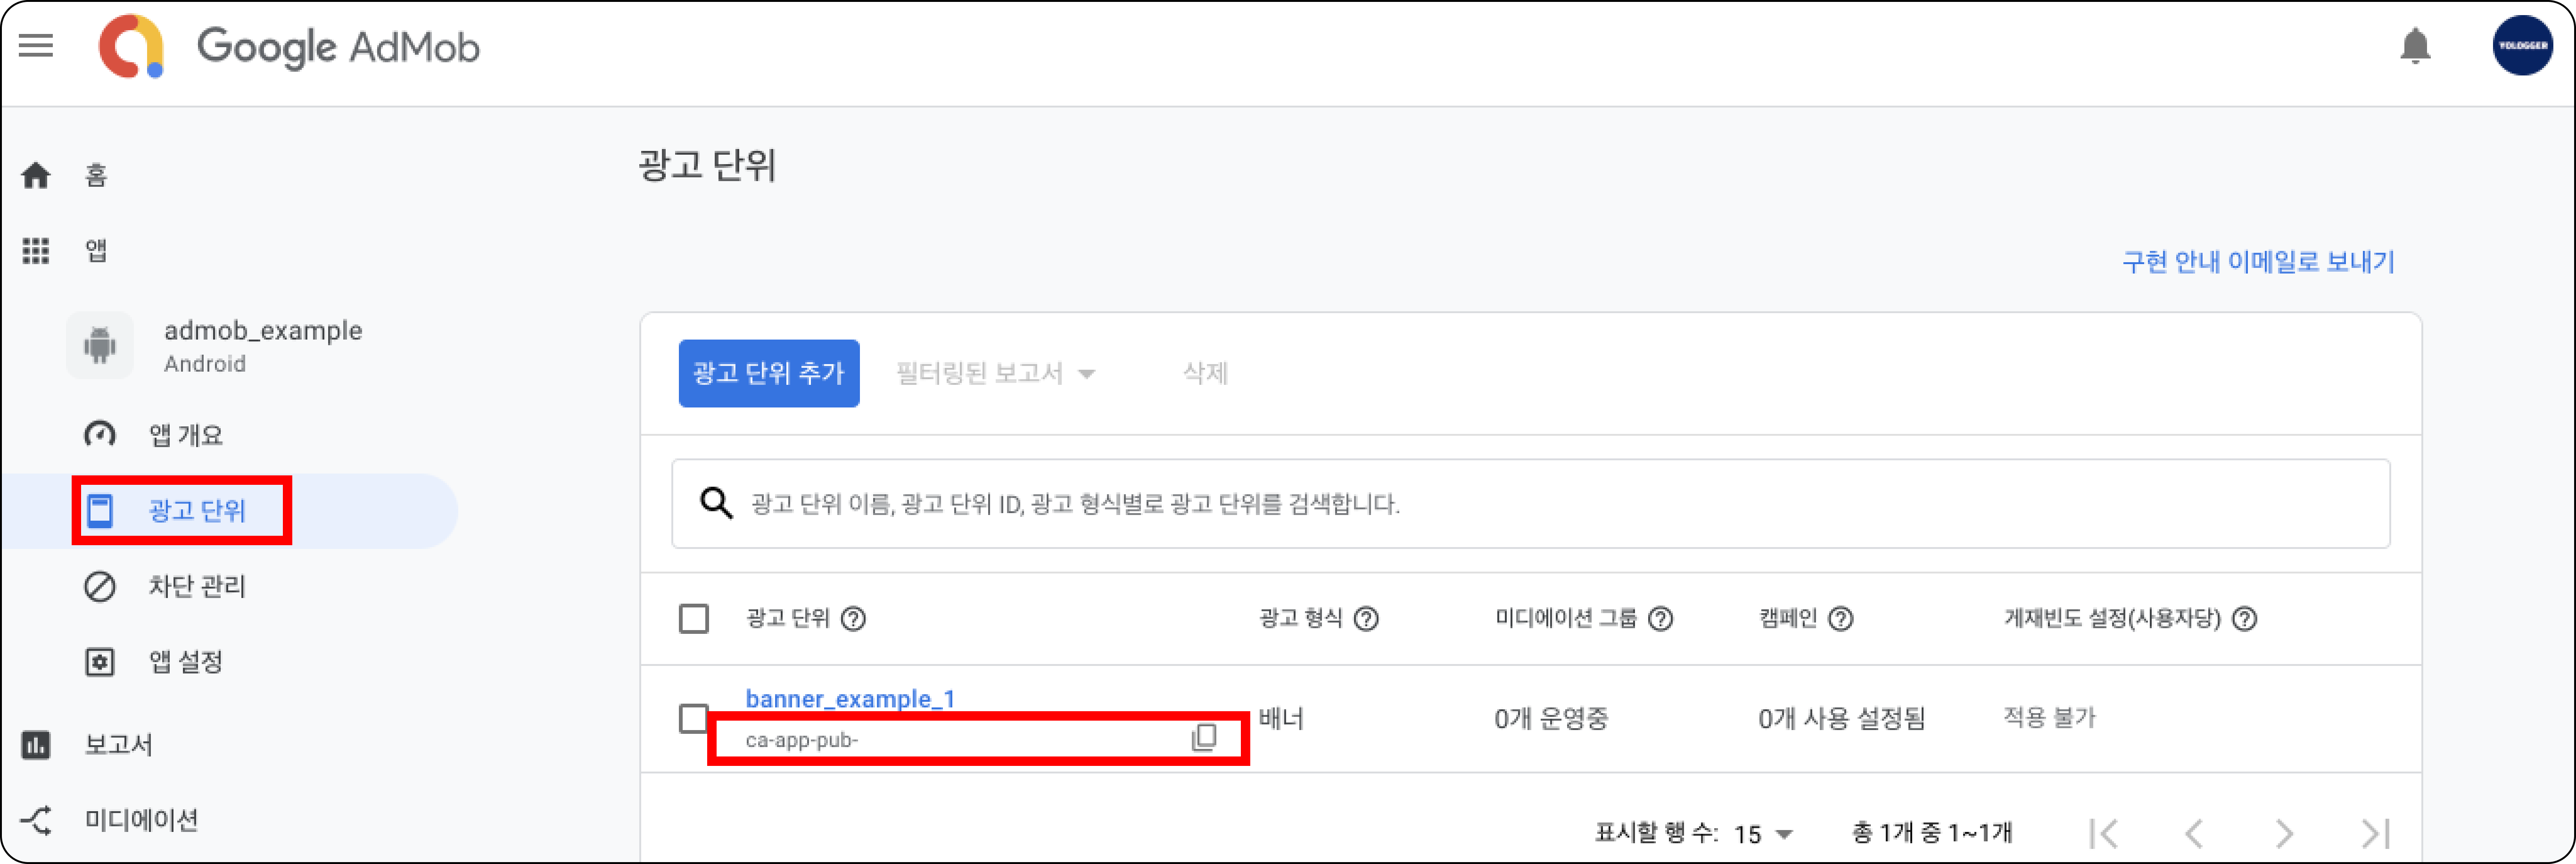 Google AdMob
YOLOGGER
홈
앱
admob_example
Android
앱 개요
광고 단위
차단 관리
앱 설정
보고서
미디에이션
광고 단위
구현 안내 이메일로 보내기
광고 단위 추가 필터링된 보고서 삭제
광고 단위 이름, 광고 단위 ID, 광고 형식별로 광고 단위를 검색합니다.
광고 단위 광고 형식 미디에이션 그룹 캠페인 게재빈도 설정(사용자당)
banner_example_1
ca-app-pub-
배너 0개 운영중 0개 사용 설정됨 적용 불가
표시할 행 수: 15 총 1개 중 1~1개